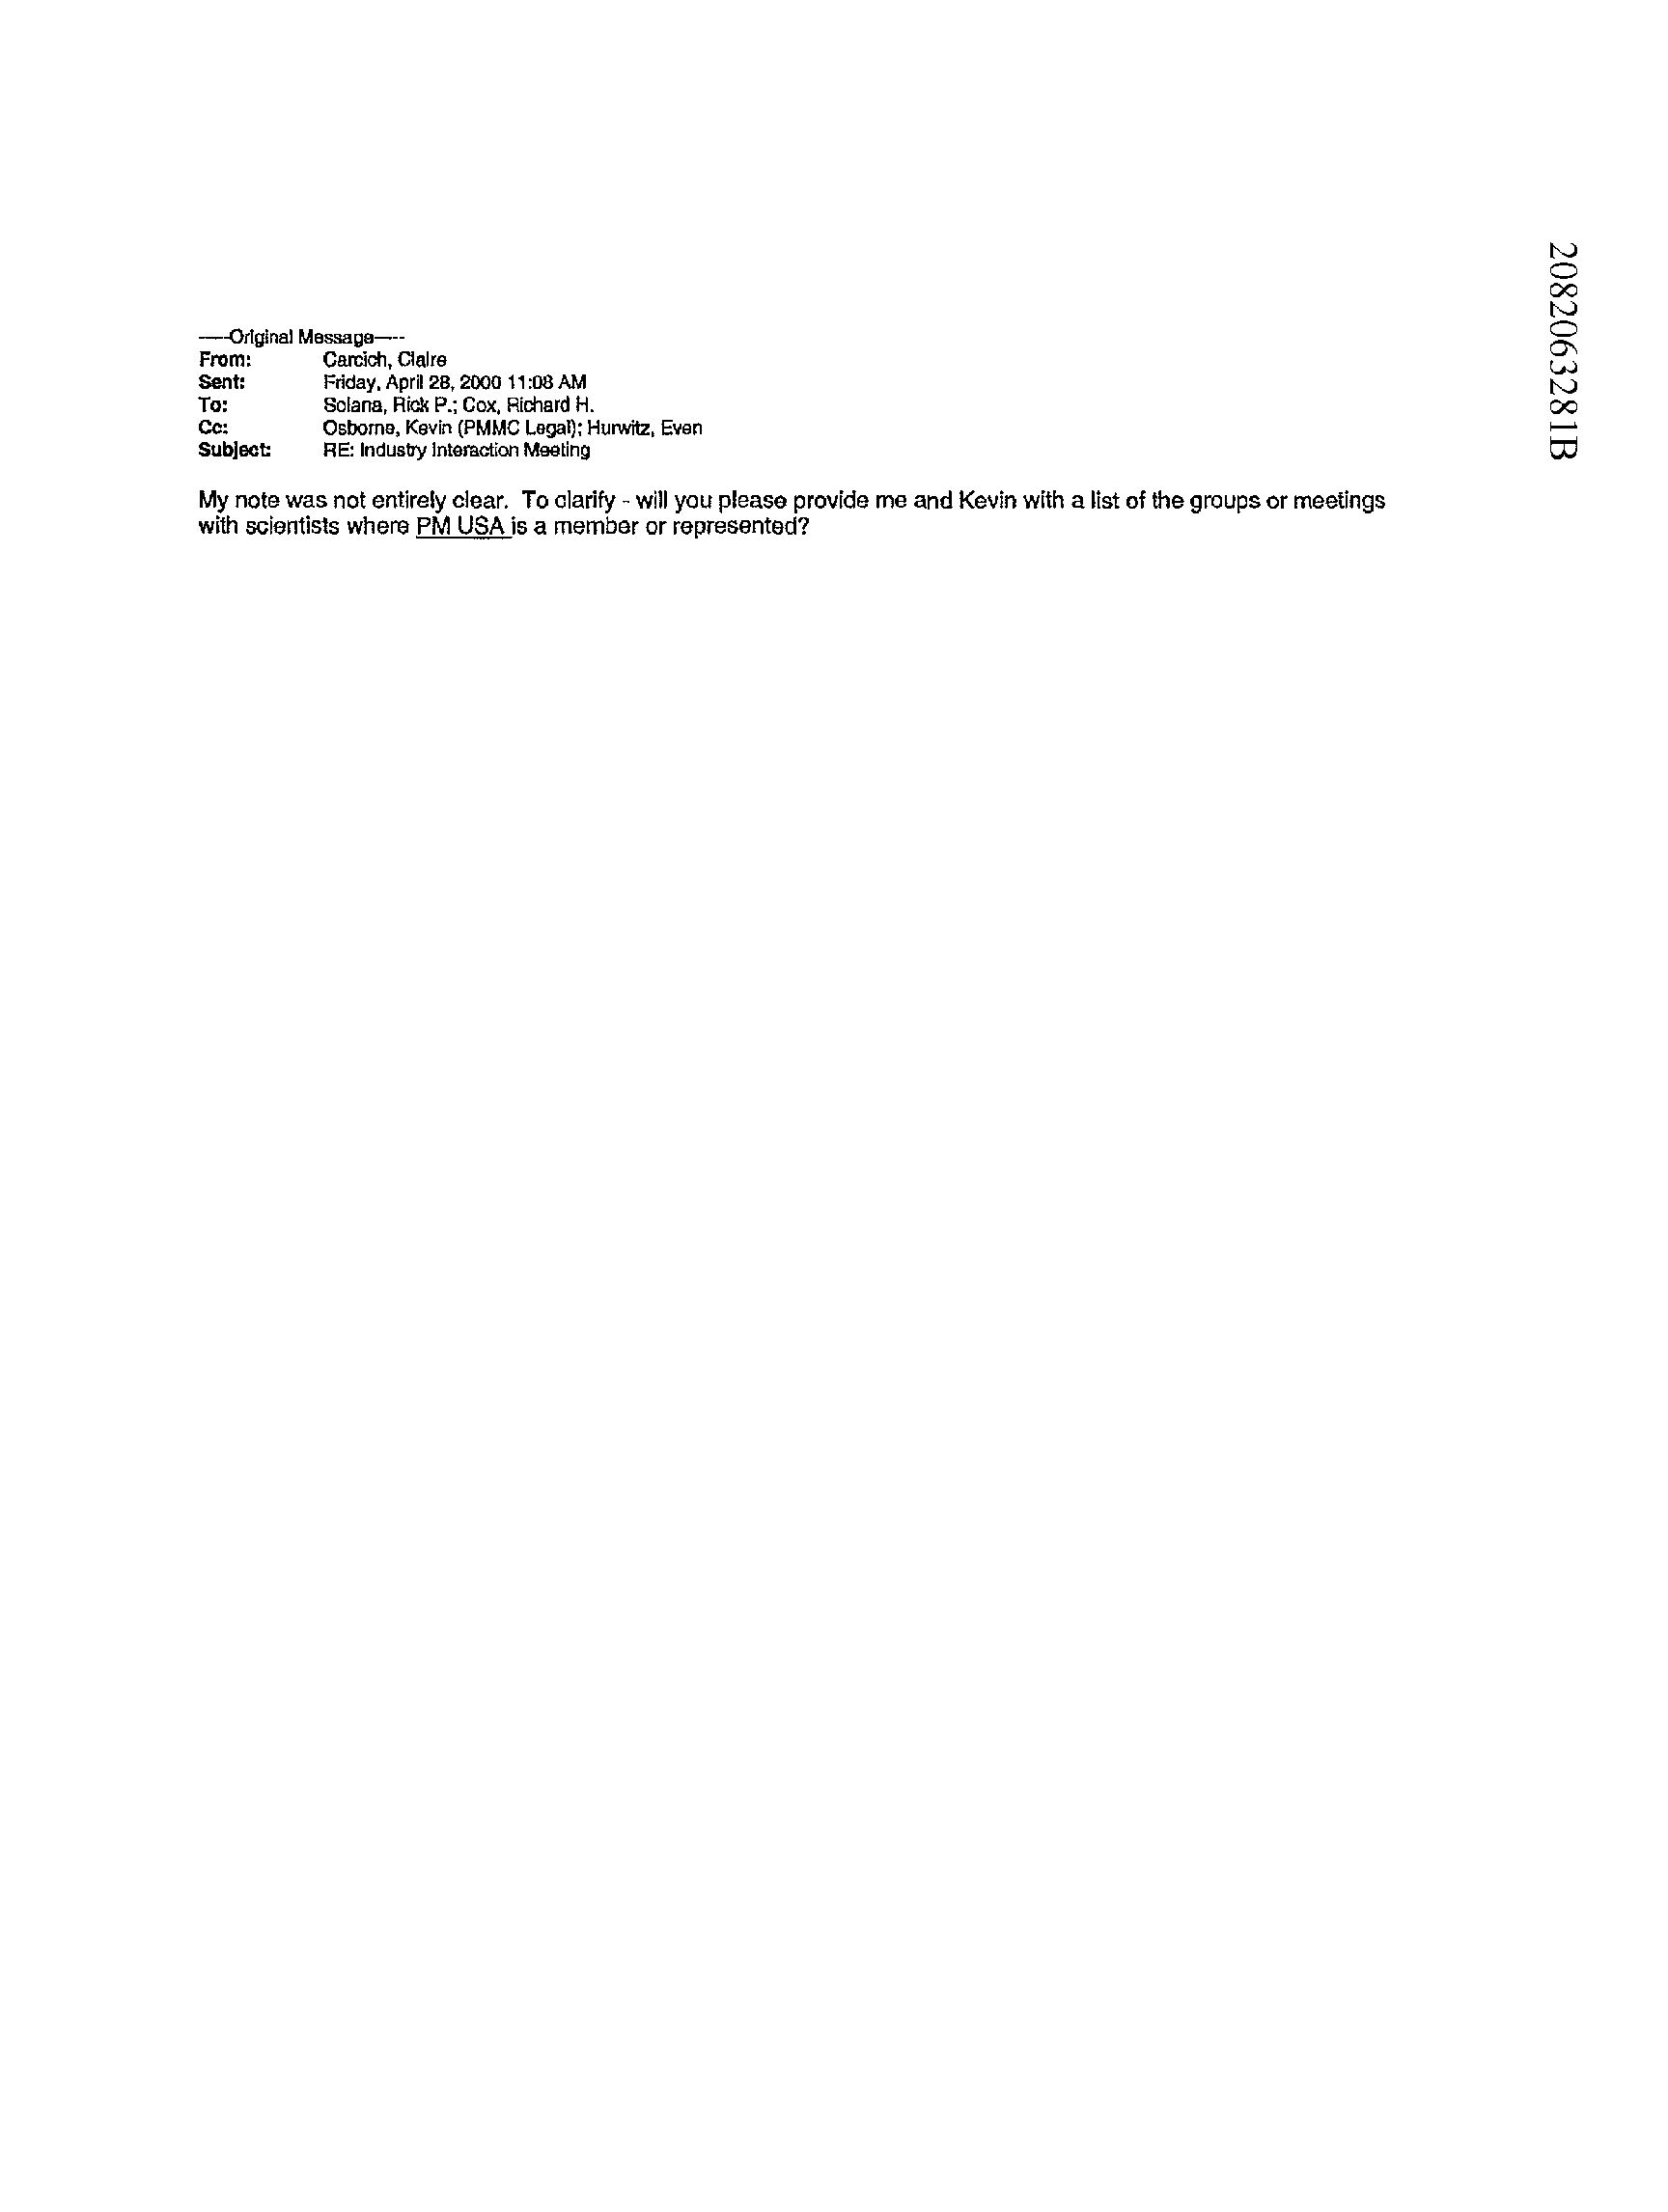 -----Original Message-----
From: Carcich, Claire
Sent: Friday, April 28, 2000 11:08 AM
To: Solana, Rick P.; Cox, Richard H.
Cc: Osborne, Kevin (PMMC Legal); Hurwitz, Even
Subject: RE: Industry Interaction Meeting
My note was not entirely clear. To clarify - will you please provide me and Kevin with a list of the groups or meetings
with scientists where PM USA is a member or represented?
2082063281B